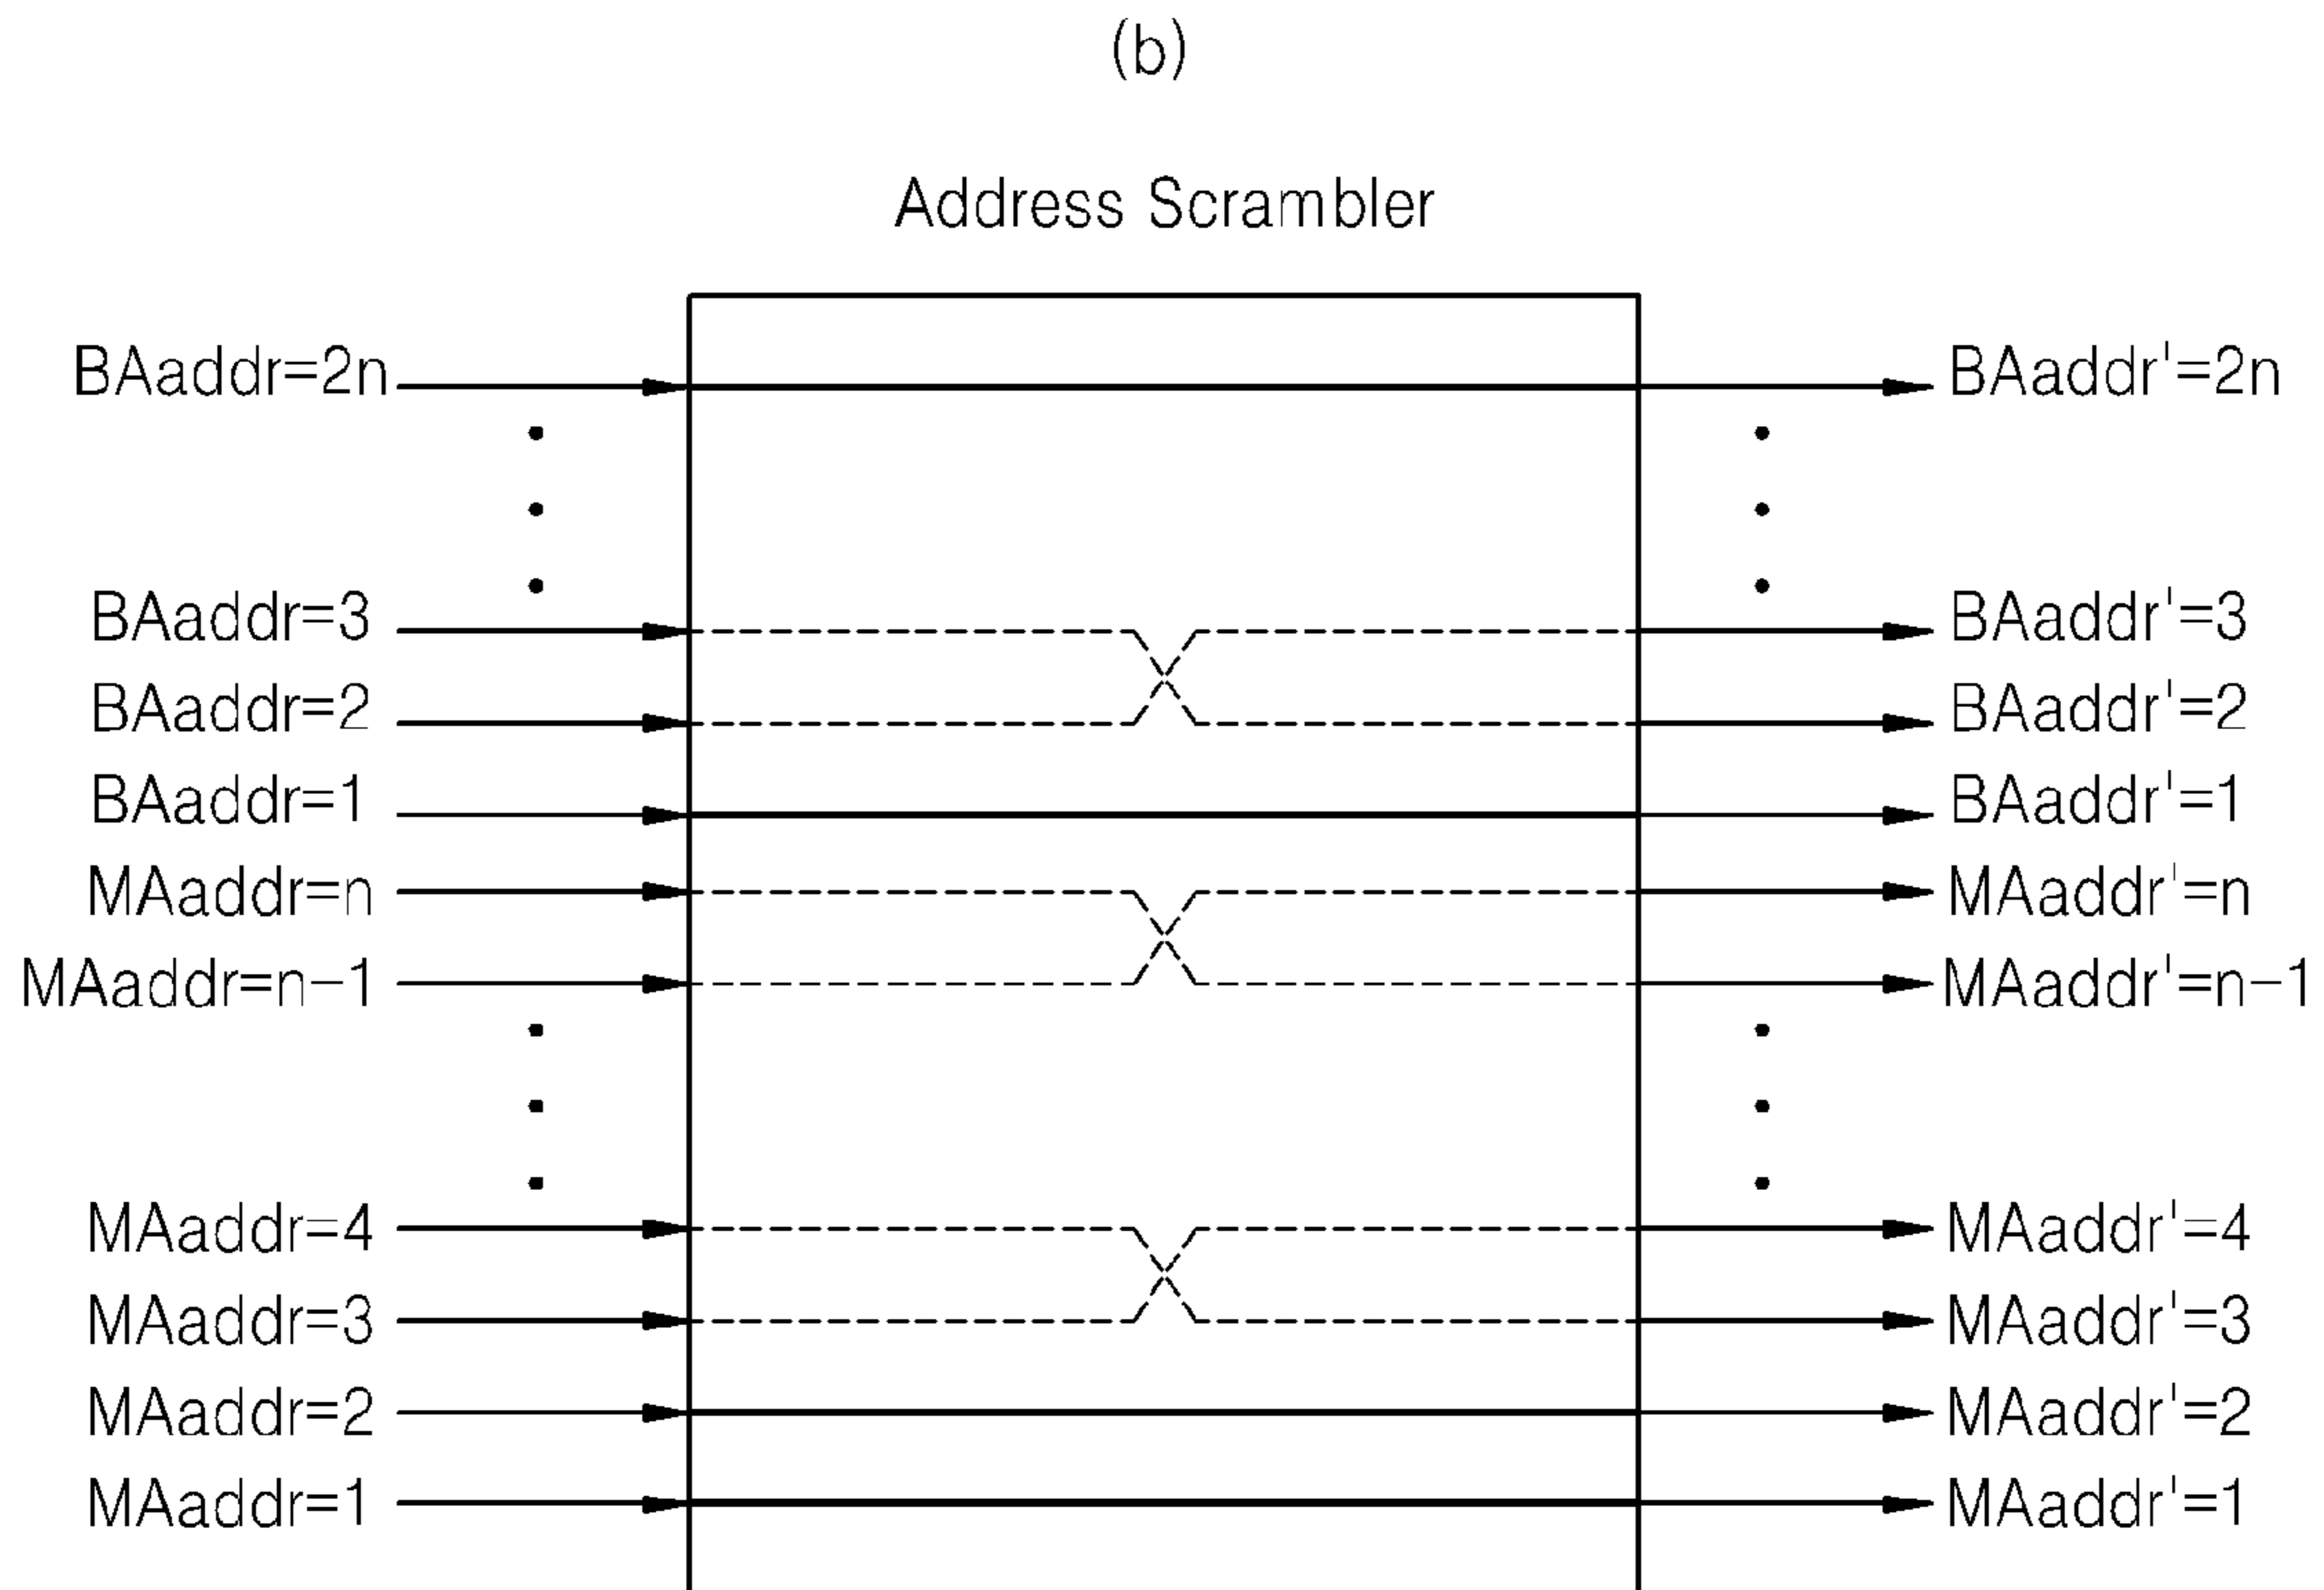 (b)
Address Scrambler
BAaddr=2n BAaddr'=2n
BAaddr=3 BAaddr'=3
BAaddr=2 BAaddr'=2
BAaddr=1 BAaddr'=1
MAaddr=n MAaddr'=n
MAaddr=n-1 MAaddr'=n-1
MAaddr=4 MAaddr'=4
MAaddr=3 MAaddr'=3
MAaddr=2 MAaddr'=2
MAaddr=1 MAaddr'=1